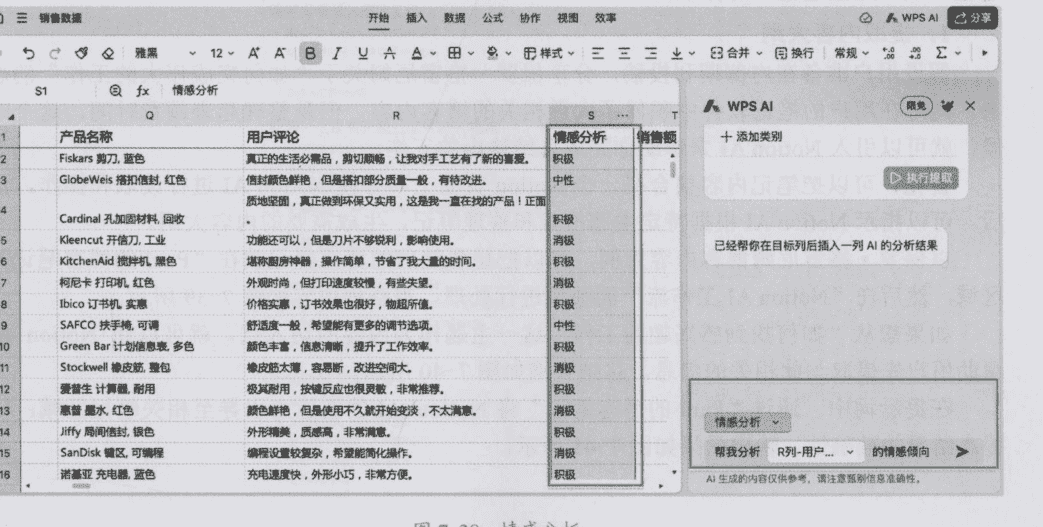 销售数据
开始 插入 数据 公式 协作 视图 效率
WPS AI 分享
雅黑 12 A⁺ A⁻ B I U A A 样式 合并 换行 常规
S1 fx 情感分析
Q R S T
1 产品名称 用户评论 情感分析 销售额
2 Fiskars 剪刀, 蓝色 真正的生活必需品，剪切顺畅，让我对手工艺有了新的喜爱。 积极
3 GlobeWeis 搭扣信封, 红色 信封颜色鲜艳，但是搭扣部分质量一般，有待改进。 中性
质地坚固，真正做到环保又实用，这是我一直在找的产品！正面
4 Cardinal 孔加固材料, 回收 积极
5 Kleencut 开信刀, 工业 功能还可以，但是刀片不够锐利，影响使用。 消极
6 KitchenAid 搅拌机, 黑色 堪称厨房神器，操作简单，节省了我大量的时间。 积极
7 柯尼卡 打印机, 红色 外观时尚，但打印速度较慢，有些失望。 消极
8 Ibico 订书机, 实惠 价格实惠，订书效果也很好，物超所值。 积极
9 SAFCO 扶手椅, 可调 舒适度一般，希望能有更多的调节选项。 中性
10 Green Bar 计划信息表, 多色 颜色丰富，信息清晰，提升了工作效率。 积极
11 Stockwell 橡皮筋, 整包 橡皮筋太薄，容易断，改进空间大。 消极
12 爱普生 计算器, 耐用 极其耐用，按键反应也很灵敏，非常推荐。 积极
13 惠普 墨水, 红色 颜色鲜艳，但是使用不久就开始变淡，不太满意。 消极
14 Jiffy 局间信封, 银色 外形精美，质感高，非常满意。 积极
15 SanDisk 键区, 可编程 编程设置较复杂，希望能简化操作。 消极
16 诺基亚 充电器, 蓝色 充电速度快，外形小巧，非常方便。 积极
WPS AI 限免
+ 添加类别
执行提取
已经帮你在目标列后插入一列 AI 的分析结果
情感分析
帮我分析 R列-用户... 的情感倾向
AI 生成的内容仅供参考，请注意甄别信息准确性。